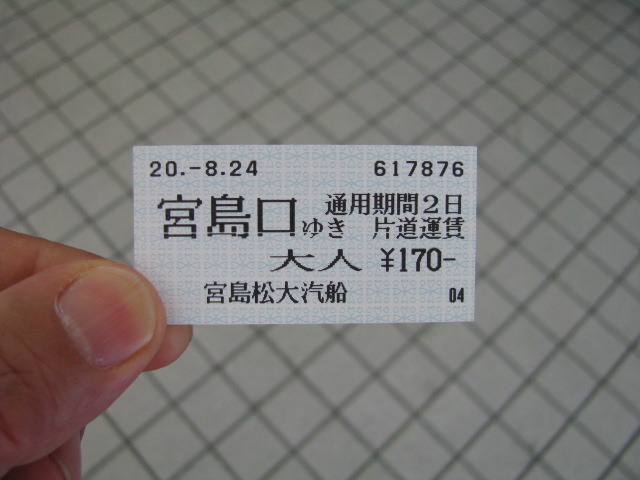 20.-8.24 617876
宮島口ゆき 通用期間2日
片道運賃
大人 ¥170-
宮島松大汽船 04